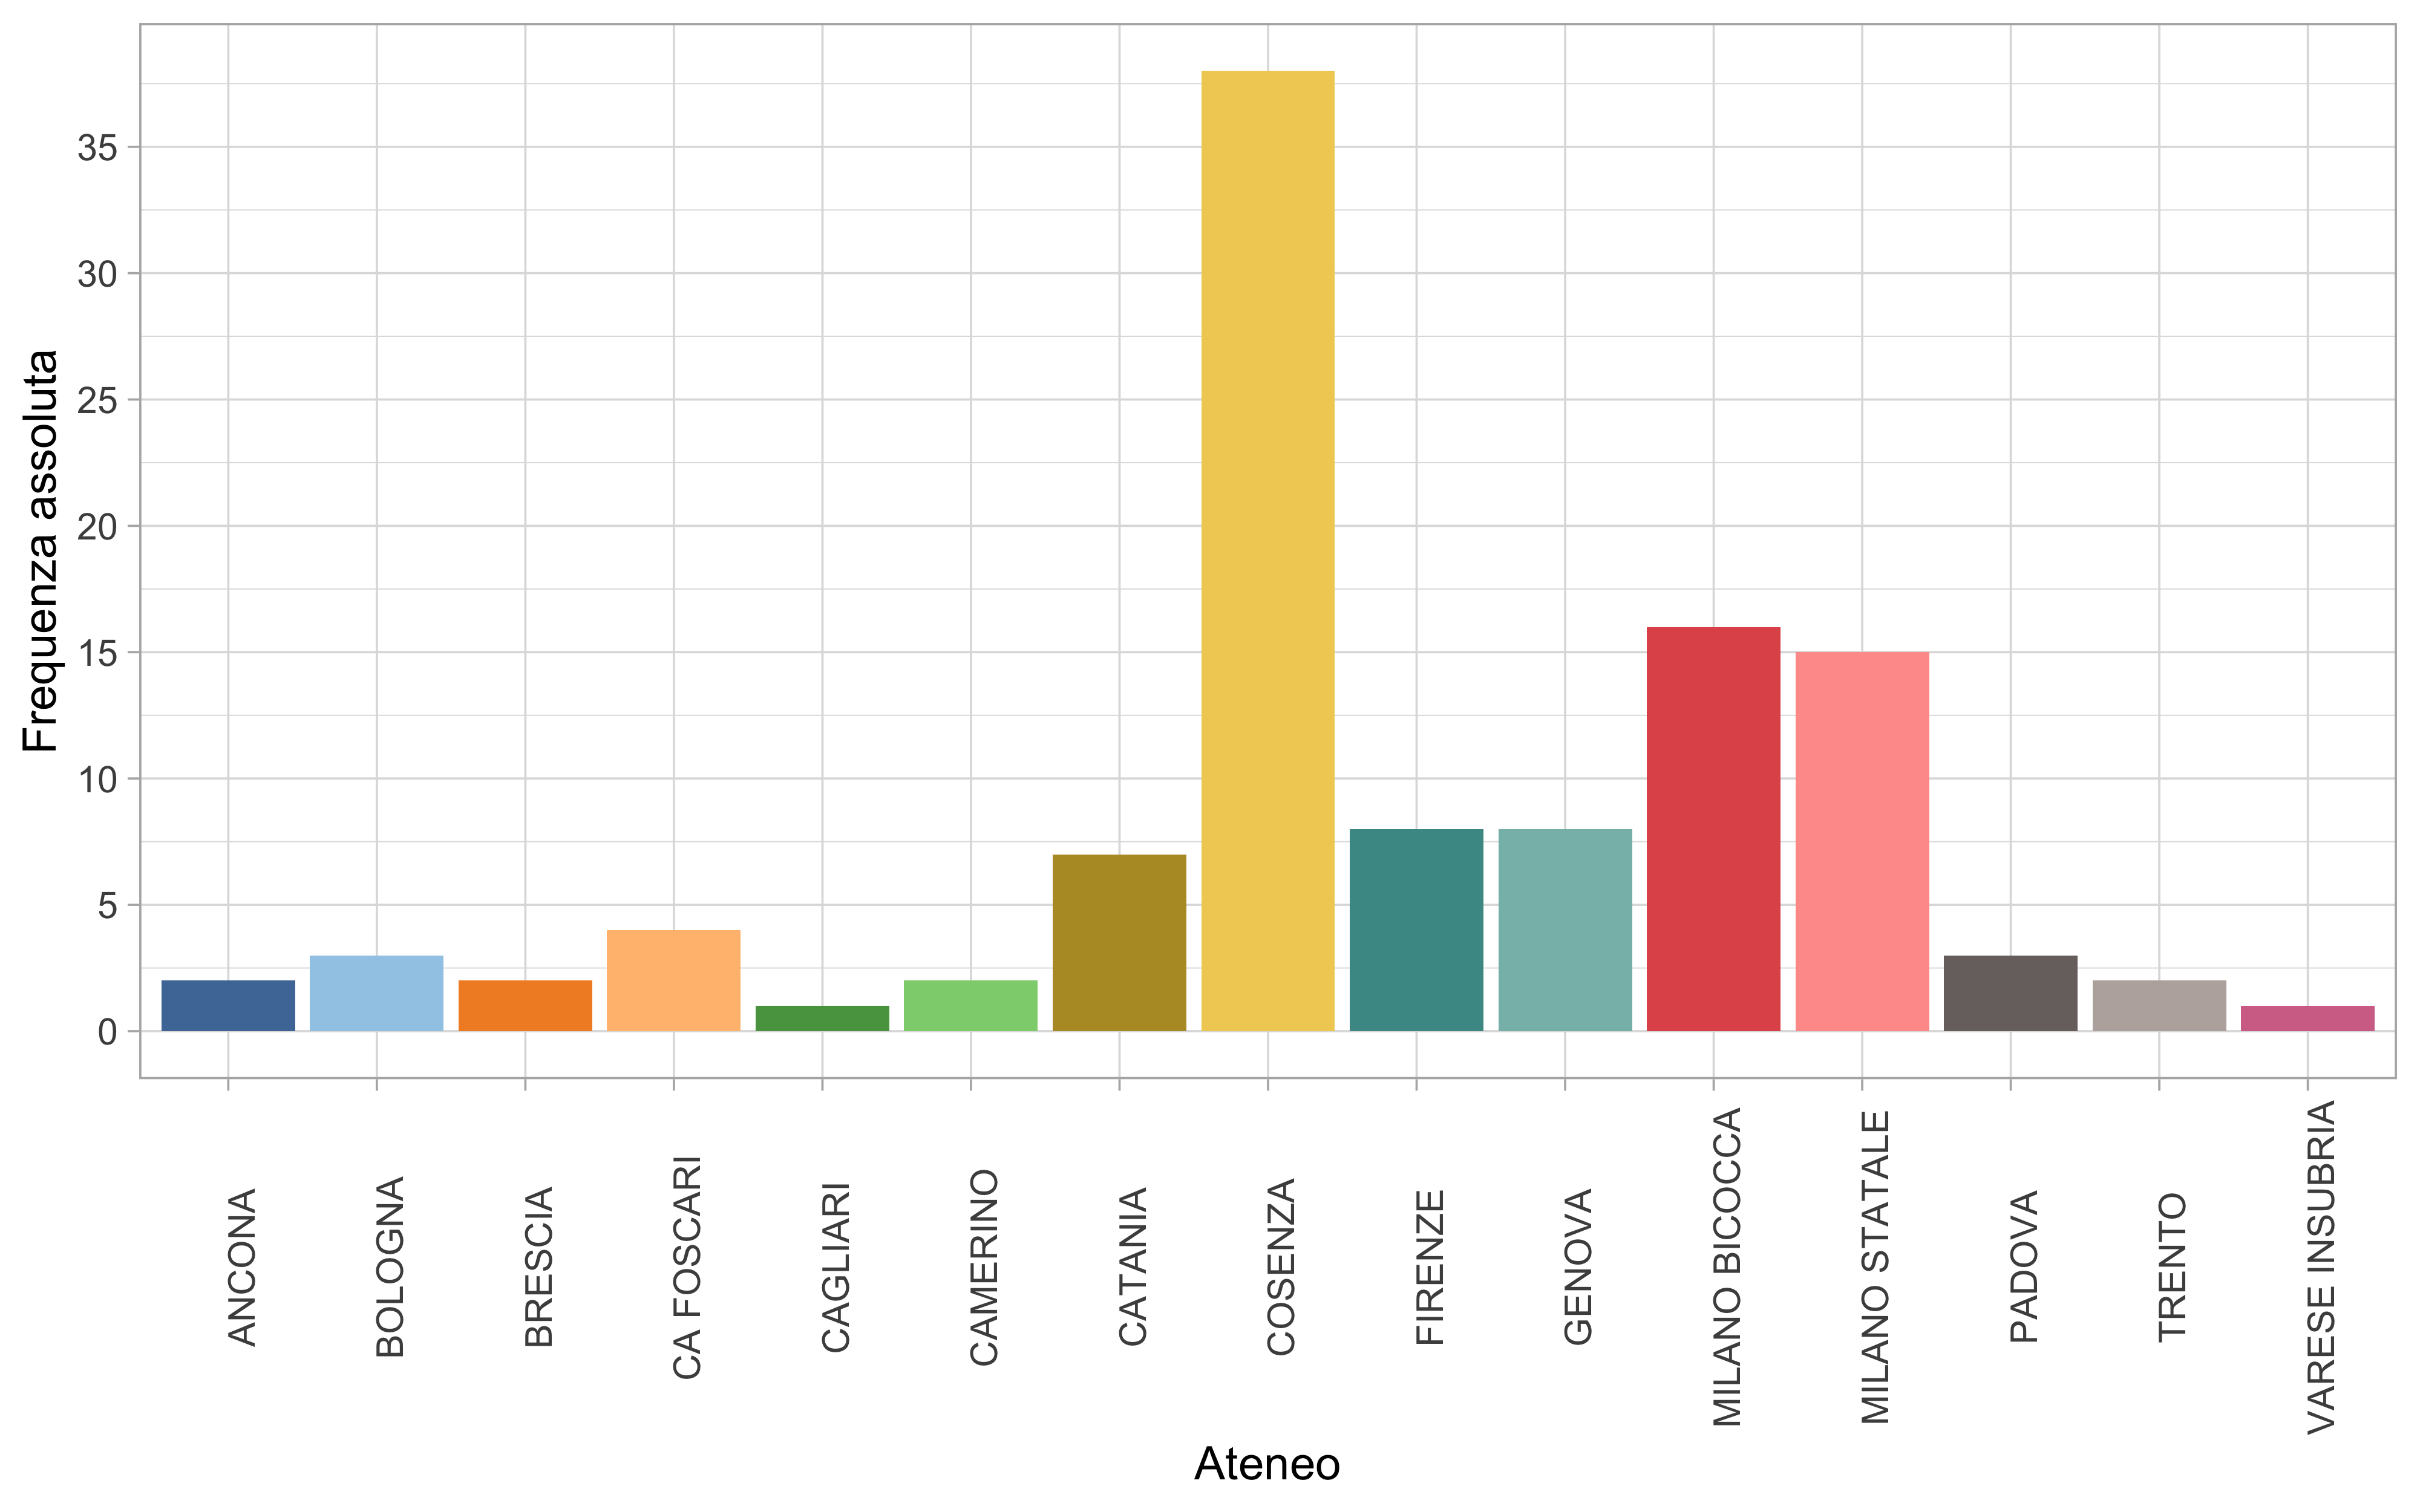 Frequenza assoluta
35
30
25
20
15
10
5
0
ANCONA
BOLOGNA
BRESCIA
CA FOSCARI
CAGLIARI
CAMERINO
CATANIA
COSENZA
FIRENZE
GENOVA
MILANO BICOCCA
MILANO STATALE
PADOVA
TRENTO
VARESE INSUBRIA
Ateneo